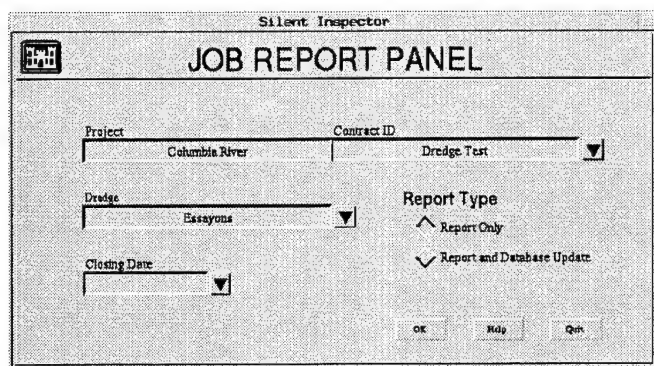 Silent Inspector
JOB REPORT PANEL
Project
Contract ID
Columbia River
Dredge Test
Dredge
Essayons
Report Type
Report Only
Closing Date
Report and Database Update
OK
Help
Quit